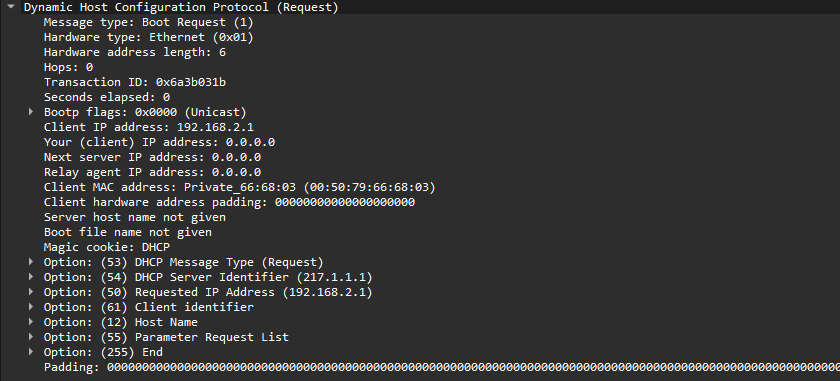 Dynamic Host Configuration Protocol (Request)
Message type: Boot Request (1)
Hardware type: Ethernet (0x01)
Hardware address length: 6
Hops: 0
Transaction ID: 0x6a3b031b
Seconds elapsed: 0
Bootp flags: 0x0000 (Unicast)
Client IP address: 192.168.2.1
Your (client) IP address: 0.0.0.0
Next server IP address: 0.0.0.0
Relay agent IP address: 0.0.0.0
Client MAC address: Private_66:68:03 (00:50:79:66:68:03)
Client hardware address padding: 00000000000000000000
Server host name not given
Boot file name not given
Magic cookie: DHCP
Option: (53) DHCP Message Type (Request)
Option: (54) DHCP Server Identifier (217.1.1.1)
Option: (50) Requested IP Address (192.168.2.1)
Option: (61) Client identifier
Option: (12) Host Name
Option: (55) Parameter Request List
Option: (255) End
Padding: 000000000000000000000000000000000000000000000000000000000000000000000000000000000000000000000000000000000